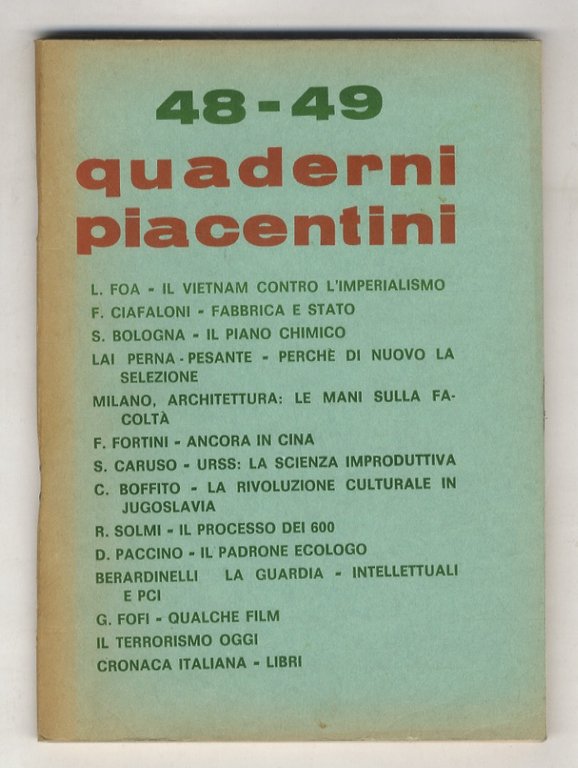 48-49
quaderni
piacentini
L. FOA - IL VIETNAM CONTRO L'IMPERIALISMO
F. CIAFALONI - FABBRICA E STATO
S. BOLOGNA - IL PIANO CHIMICO
LAI PERNA - PESANTE - PERCHÈ DI NUOVO LA
SELEZIONE
MILANO, ARCHITETTURA: LE MANI SULLA FA-
COLTÀ
F. FORTINI - ANCORA IN CINA
S. CARUSO - URSS: LA SCIENZA IMPRODUTTIVA
C. BOFFITO - LA RIVOLUZIONE CULTURALE IN
JUGOSLAVIA
R. SOLMI - IL PROCESSO DEI 600
D. PACCINO - IL PADRONE ECOLOGO
BERARDINELLI LA GUARDIA - INTELLETTUALI
E PCI
G. FOFI - QUALCHE FILM
IL TERRORISMO OGGI
CRONACA ITALIANA - LIBRI